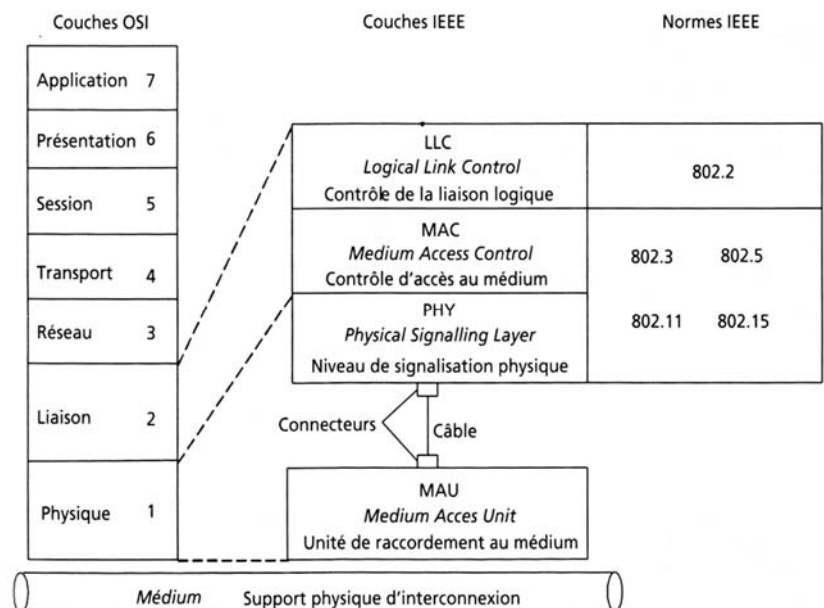 Couches OSI
Couches IEEE
Normes IEEE
Application 7
Présentation 6
Session 5
Transport 4
Réseau 3
Liaison 2
Physique 1
LLC
Logical Link Control
Contrôle de la liaison logique
802.2
MAC
Medium Access Control
Contrôle d'accès au médium
802.3 802.5
PHY
Physical Signalling Layer
Niveau de signalisation physique
802.11 802.15
Connecteurs
Câble
MAU
Medium Acces Unit
Unité de raccordement au médium
Médium Support physique d'interconnexion